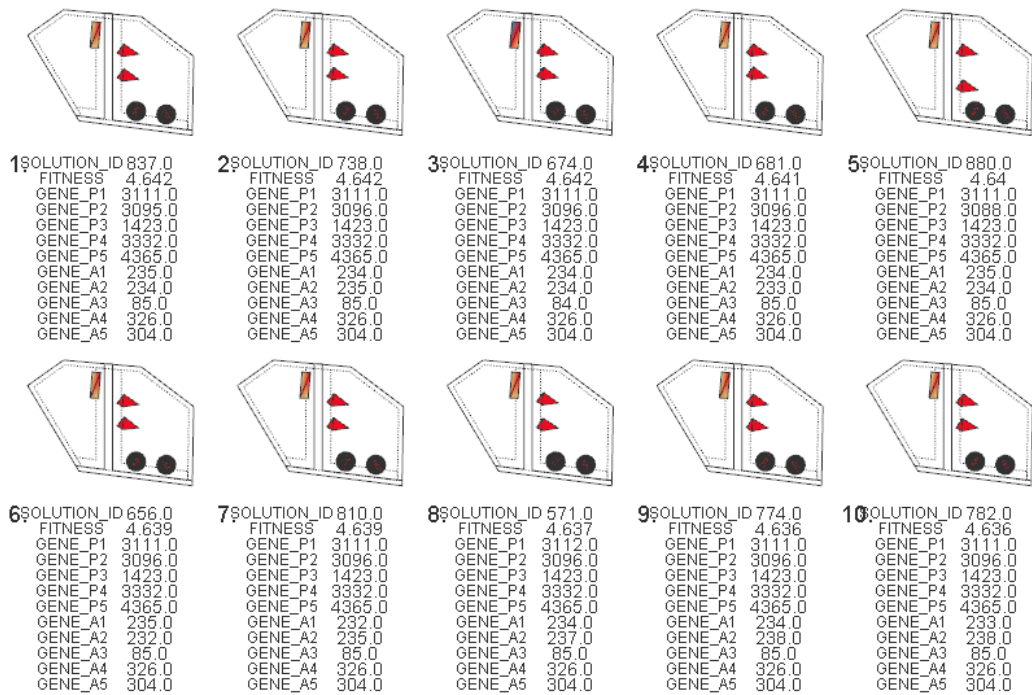 1. SOLUTION_ID 837.0
FITNESS 4.642
GENE_P1 3111.0
GENE_P2 3095.0
GENE_P3 1423.0
GENE_P4 3332.0
GENE_P5 4365.0
GENE_A1 235.0
GENE_A2 234.0
GENE_A3 85.0
GENE_A4 326.0
GENE_A5 304.0
2. SOLUTION_ID 738.0
FITNESS 4.642
GENE_P1 3111.0
GENE_P2 3096.0
GENE_P3 1423.0
GENE_P4 3332.0
GENE_P5 4365.0
GENE_A1 234.0
GENE_A2 235.0
GENE_A3 85.0
GENE_A4 326.0
GENE_A5 304.0
3. SOLUTION_ID 674.0
FITNESS 4.642
GENE_P1 3111.0
GENE_P2 3096.0
GENE_P3 1423.0
GENE_P4 3332.0
GENE_P5 4365.0
GENE_A1 234.0
GENE_A2 234.0
GENE_A3 84.0
GENE_A4 326.0
GENE_A5 304.0
4. SOLUTION_ID 681.0
FITNESS 4.641
GENE_P1 3111.0
GENE_P2 3096.0
GENE_P3 1423.0
GENE_P4 3332.0
GENE_P5 4365.0
GENE_A1 234.0
GENE_A2 233.0
GENE_A3 85.0
GENE_A4 326.0
GENE_A5 304.0
5. SOLUTION_ID 880.0
FITNESS 4.64
GENE_P1 3111.0
GENE_P2 3088.0
GENE_P3 1423.0
GENE_P4 3332.0
GENE_P5 4365.0
GENE_A1 235.0
GENE_A2 234.0
GENE_A3 85.0
GENE_A4 326.0
GENE_A5 304.0
6. SOLUTION_ID 656.0
FITNESS 4.639
GENE_P1 3111.0
GENE_P2 3096.0
GENE_P3 1423.0
GENE_P4 3332.0
GENE_P5 4365.0
GENE_A1 235.0
GENE_A2 232.0
GENE_A3 85.0
GENE_A4 326.0
GENE_A5 304.0
7. SOLUTION_ID 810.0
FITNESS 4.639
GENE_P1 3111.0
GENE_P2 3096.0
GENE_P3 1423.0
GENE_P4 3332.0
GENE_P5 4365.0
GENE_A1 232.0
GENE_A2 235.0
GENE_A3 85.0
GENE_A4 326.0
GENE_A5 304.0
8. SOLUTION_ID 571.0
FITNESS 4.637
GENE_P1 3112.0
GENE_P2 3096.0
GENE_P3 1423.0
GENE_P4 3332.0
GENE_P5 4365.0
GENE_A1 234.0
GENE_A2 237.0
GENE_A3 85.0
GENE_A4 326.0
GENE_A5 304.0
9. SOLUTION_ID 774.0
FITNESS 4.636
GENE_P1 3111.0
GENE_P2 3096.0
GENE_P3 1423.0
GENE_P4 3332.0
GENE_P5 4365.0
GENE_A1 234.0
GENE_A2 238.0
GENE_A3 85.0
GENE_A4 326.0
GENE_A5 304.0
10. SOLUTION_ID 782.0
FITNESS 4.636
GENE_P1 3111.0
GENE_P2 3096.0
GENE_P3 1423.0
GENE_P4 3332.0
GENE_P5 4365.0
GENE_A1 233.0
GENE_A2 238.0
GENE_A3 85.0
GENE_A4 326.0
GENE_A5 304.0